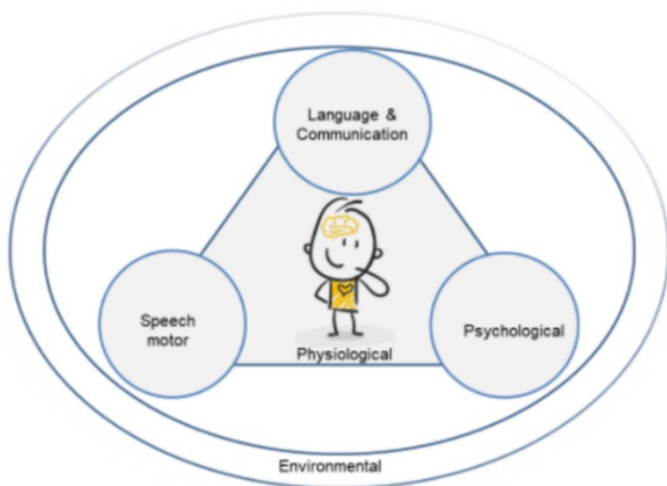 Language &
Communication
Speech
motor
Psychological
Physiological
Environmental